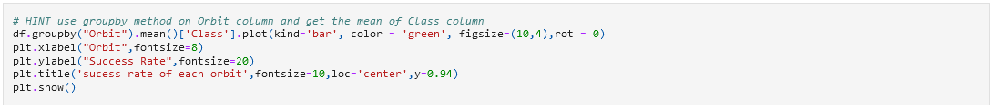 # HINT use groupby method on Orbit column and get the mean of Class column
df.groupby("Orbit").mean()['Class'].plot(kind='bar', color = 'green', figsize=(10,4),rot = 0)
plt.xlabel("Orbit",fontsize=8)
plt.ylabel("Success Rate",fontsize=20)
plt.title('sucess rate of each orbit',fontsize=10,loc='center',y=0.94)
plt.show()